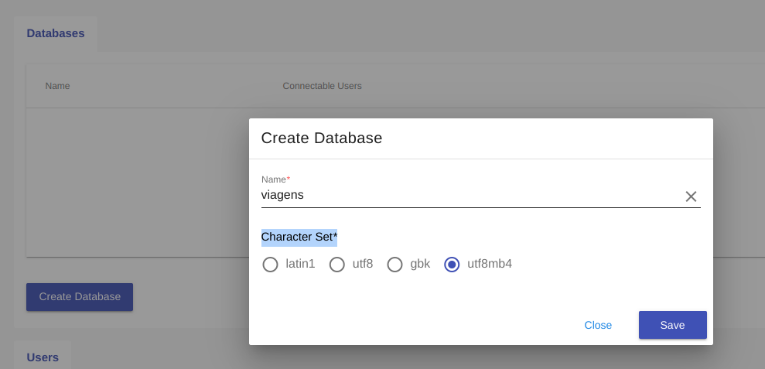 Databases
Name Connectable Users
Create Database
Name*
viagens
Character Set*
latin1 utf8 gbk utf8mb4
Close Save
Create Database
Users